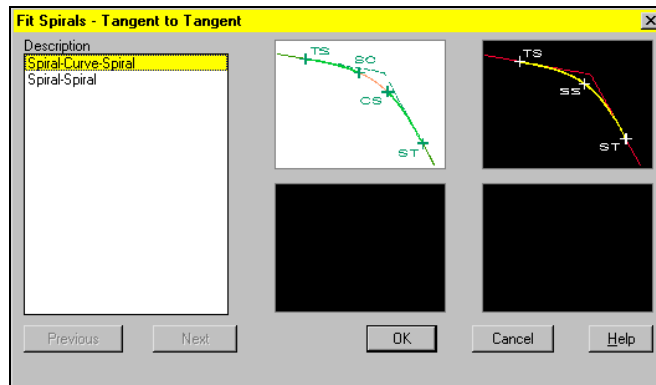 Fit Spirals - Tangent to Tangent
Description
Spiral-Curve-Spiral
Spiral-Spiral
TS
SC
CS
ST
TS
SS
ST
Previous
Next
OK
Cancel
Help